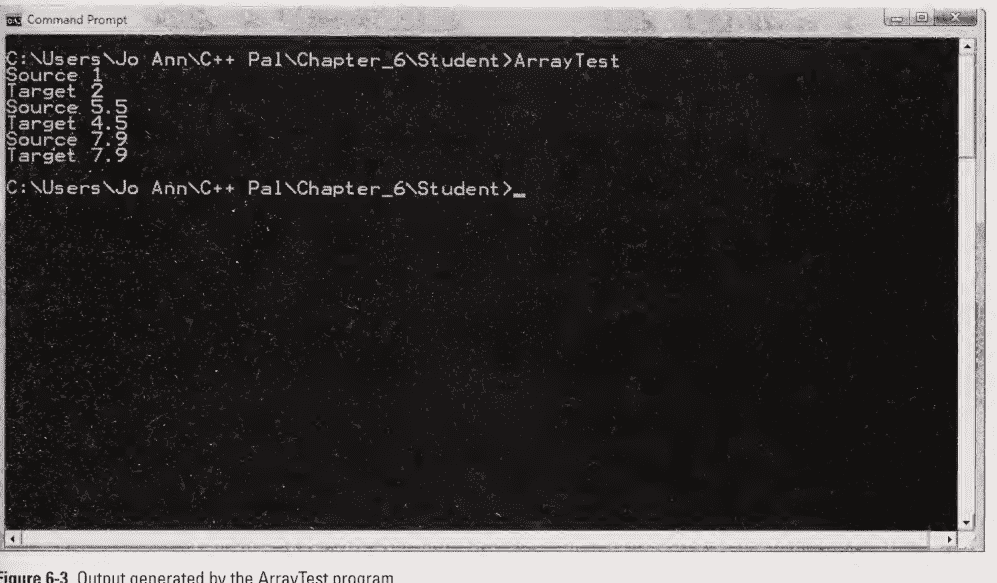 Command Prompt
C:\Users\Jo Ann\C++ Pal\Chapter_6\Student>ArrayTest
Source 1
Target 2
Source 5.5
Target 4.5
Source 7.9
Target 7.9
C:\Users\Jo Ann\C++ Pal\Chapter_6\Student>_
Figure 6-3 Output generated by the ArrayTest program